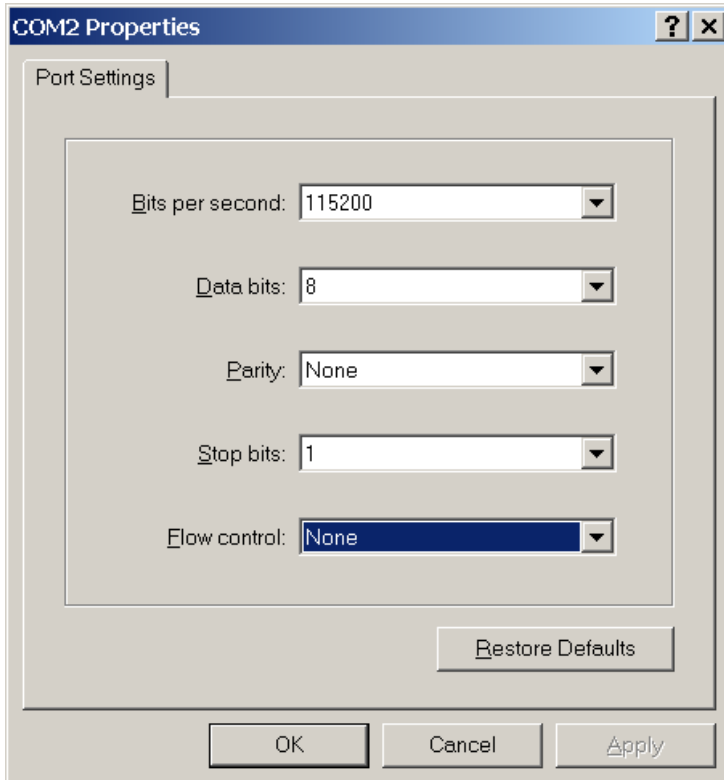 COM2 Properties
Port Settings
Bits per second: 115200
Data bits: 8
Parity: None
Stop bits: 1
Flow control: None
Restore Defaults
OK Cancel Apply